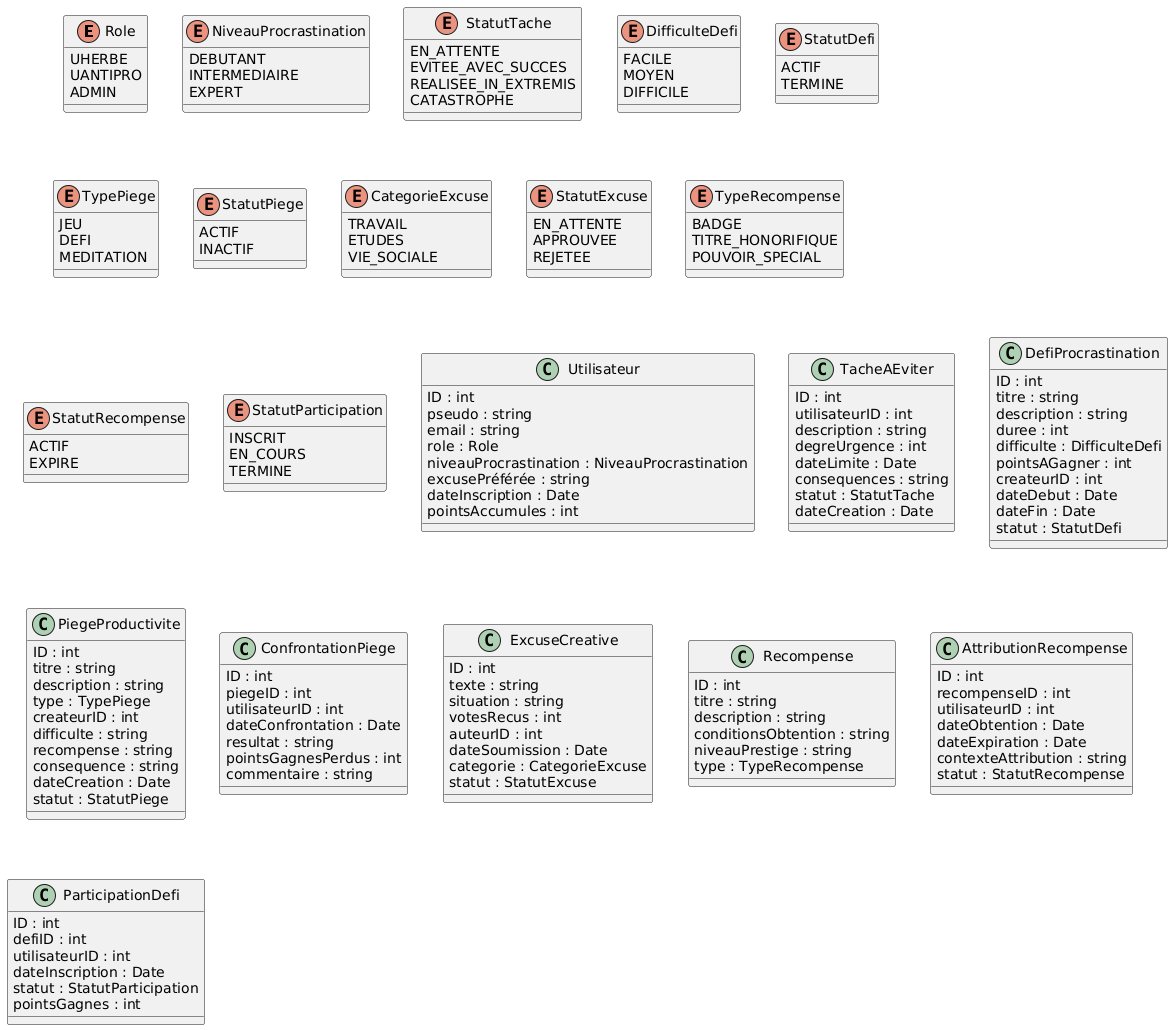 E Role
UHERBE
UANTIPRO
ADMIN
E NiveauProcrastination
DEBUTANT
INTERMEDIAIRE
EXPERT
E StatutTache
EN_ATTENTE
EVITEE_AVEC_SUCCES
REALISEE_IN_EXTREMIS
CATASTROPHE
E DifficulteDefi
FACILE
MOYEN
DIFFICILE
E StatutDefi
ACTIF
TERMINE
E TypePiege
JEU
DEFI
MEDITATION
E StatutPiege
ACTIF
INACTIF
E CategorieExcuse
TRAVAIL
ETUDES
VIE_SOCIALE
E StatutExcuse
EN_ATTENTE
APPROUVEE
REJETEE
E TypeRecompense
BADGE
TITRE_HONORIFIQUE
POUVOIR_SPECIAL
E StatutRecompense
ACTIF
EXPIRE
E StatutParticipation
INSCRIT
EN_COURS
TERMINE
C Utilisateur
ID : int
pseudo : string
email : string
role : Role
niveauProcrastination : NiveauProcrastination
excusePréférée : string
dateInscription : Date
pointsAccumules : int
C TacheAEviter
ID : int
utilisateurID : int
description : string
degreUrgence : int
dateLimite : Date
consequences : string
statut : StatutTache
dateCreation : Date
C DefiProcrastination
ID : int
titre : string
description : string
duree : int
difficulte : DifficulteDefi
pointsAGagner : int
createurID : int
dateDebut : Date
dateFin : Date
statut : StatutDefi
C PiegeProductivite
ID : int
titre : string
description : string
type : TypePiege
createurID : int
difficulte : string
recompense : string
consequence : string
dateCreation : Date
statut : StatutPiege
C ConfrontationPiege
ID : int
piegeID : int
utilisateurID : int
dateConfrontation : Date
resultat : string
pointsGagnesPerdus : int
commentaire : string
C ExcuseCreative
ID : int
texte : string
situation : string
votesRecus : int
auteurID : int
dateSoumission : Date
categorie : CategorieExcuse
statut : StatutExcuse
C Recompense
ID : int
titre : string
description : string
conditionsObtention : string
niveauPrestige : string
type : TypeRecompense
C AttributionRecompense
ID : int
recompenseID : int
utilisateurID : int
dateObtention : Date
dateExpiration : Date
contexteAttribution : string
statut : StatutRecompense
C ParticipationDefi
ID : int
defiID : int
utilisateurID : int
dateInscription : Date
statut : StatutParticipation
pointsGagnes : int